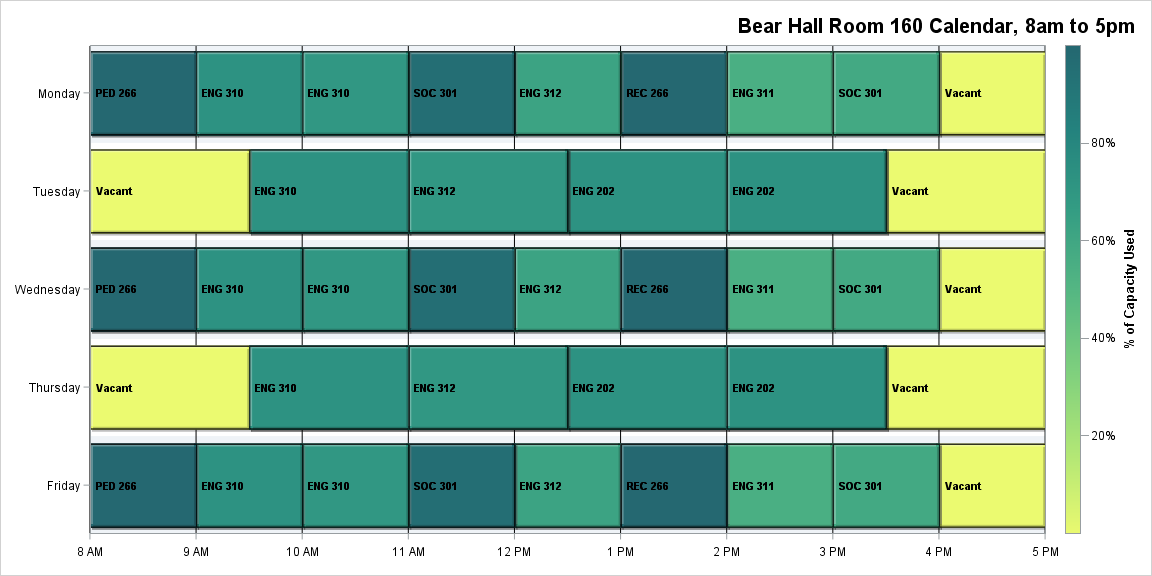 Bear Hall Room 160 Calendar, 8am to 5pm
Monday
PED 266
ENG 310
ENG 310
SOC 301
ENG 312
REC 266
ENG 311
SOC 301
Vacant
Tuesday
Vacant
ENG 310
ENG 312
ENG 202
ENG 202
Vacant
Wednesday
PED 266
ENG 310
ENG 310
SOC 301
ENG 312
REC 266
ENG 311
SOC 301
Vacant
Thursday
Vacant
ENG 310
ENG 312
ENG 202
ENG 202
Vacant
Friday
PED 266
ENG 310
ENG 310
SOC 301
ENG 312
REC 266
ENG 311
SOC 301
Vacant
8 AM
9 AM
10 AM
11 AM
12 PM
1 PM
2 PM
3 PM
4 PM
5 PM
80%
60%
40%
20%
% of Capacity Used